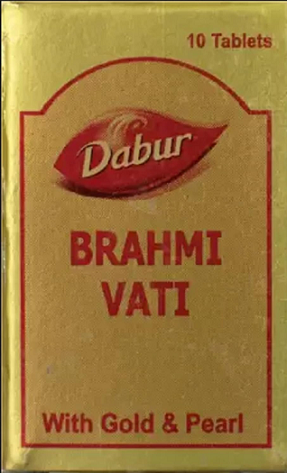 10 Tablets
Dabur
BRAHMI
VATI
With Gold & Pearl